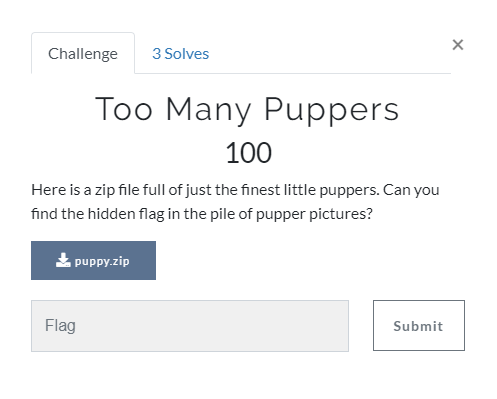 Challenge
3 Solves
×
Too Many Puppers
100
Here is a zip file full of just the finest little puppers. Can you
find the hidden flag in the pile of pupper pictures?
puppy.zip
Flag
Submit